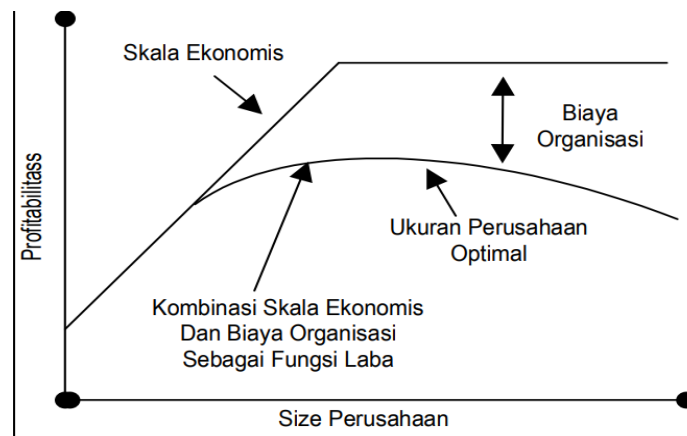 Skala Ekonomis
Biaya
Organisasi
Profitabilitass
Ukuran Perusahaan
Optimal
Kombinasi Skala Ekonomis
Dan Biaya Organisasi
Sebagai Fungsi Laba
Size Perusahaan